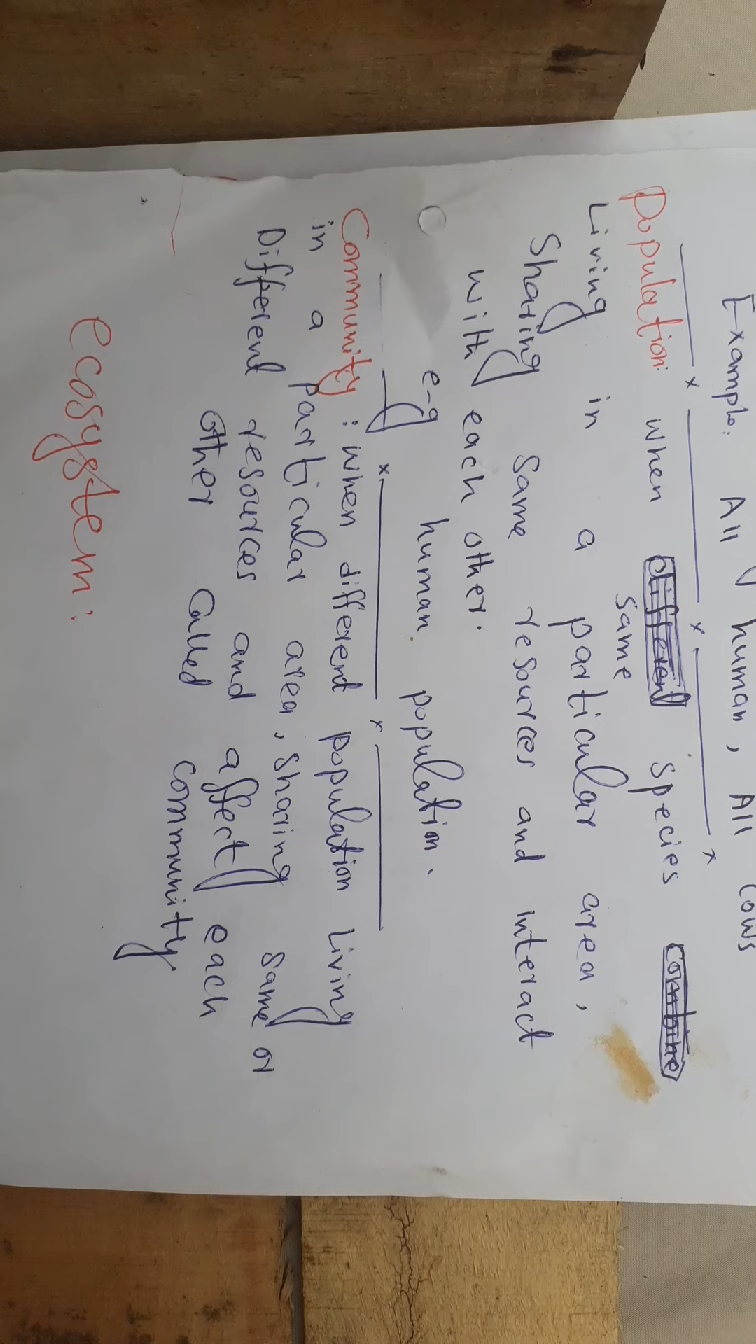 Example: All human, All cows
Population: when same species
Living in a particular area,
Sharing same resources and interact
with each other.
e-g human population.
Community: when different population living
in a particular area, sharing same or
Different resources and affect each
other called community
ecosystem: